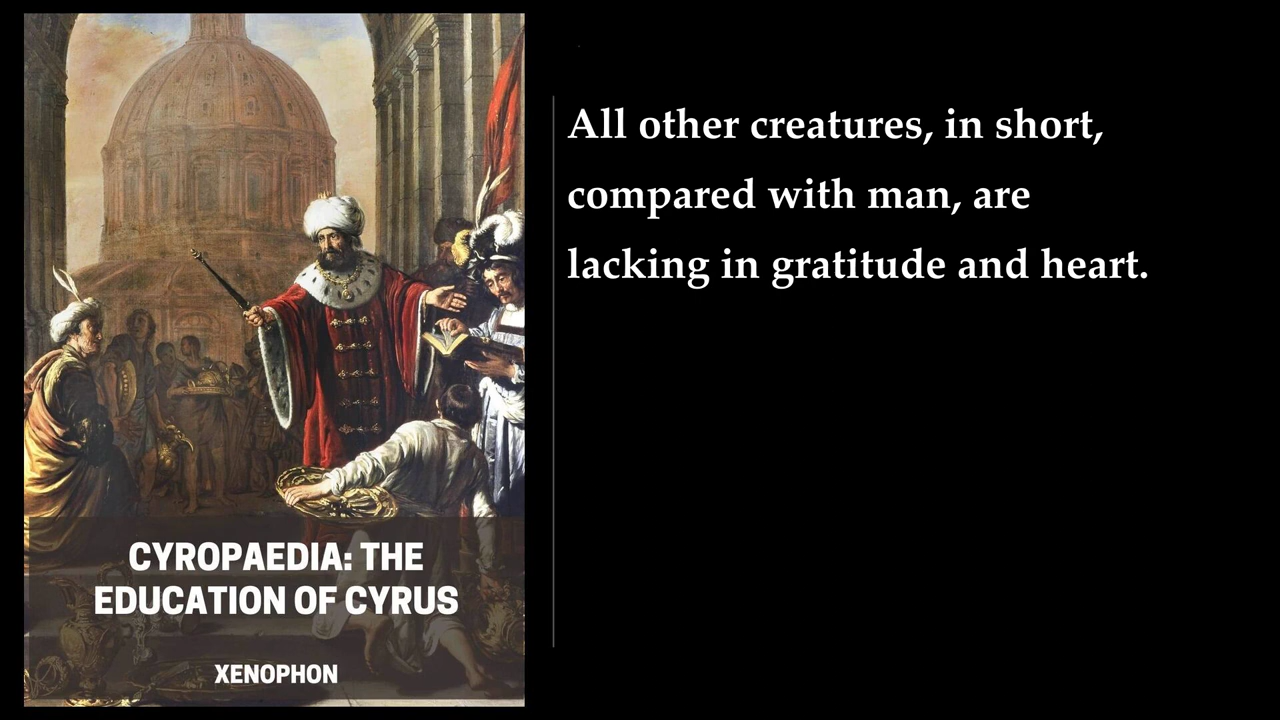 CYROPAEDIA: THE
EDUCATION OF CYRUS
XENOPHON
All other creatures, in short,
compared with man, are
lacking in gratitude and heart.